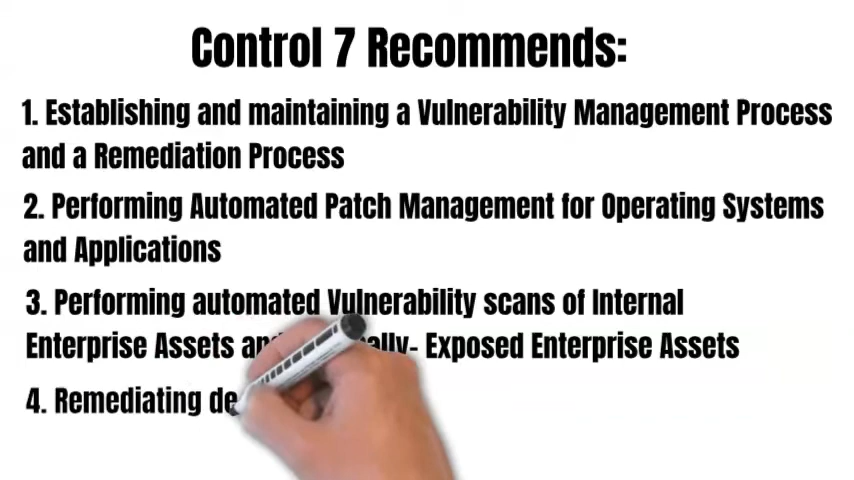 Control 7 Recommends:
1. Establishing and maintaining a Vulnerability Management Process
and a Remediation Process
2. Performing Automated Patch Management for Operating Systems
and Applications
3. Performing automated Vulnerability scans of Internal
Enterprise Assets Exposed Enterprise Assets
4. Remediating